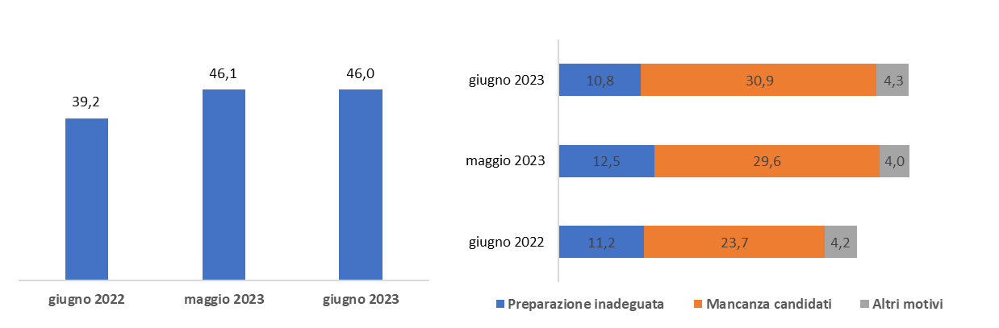 39,2
46,1
46,0
giugno 2022
maggio 2023
giugno 2023
giugno 2023
10,8
30,9
4,3
maggio 2023
12,5
29,6
4,0
giugno 2022
11,2
23,7
4,2
Preparazione inadeguata
Mancanza candidati
Altri motivi